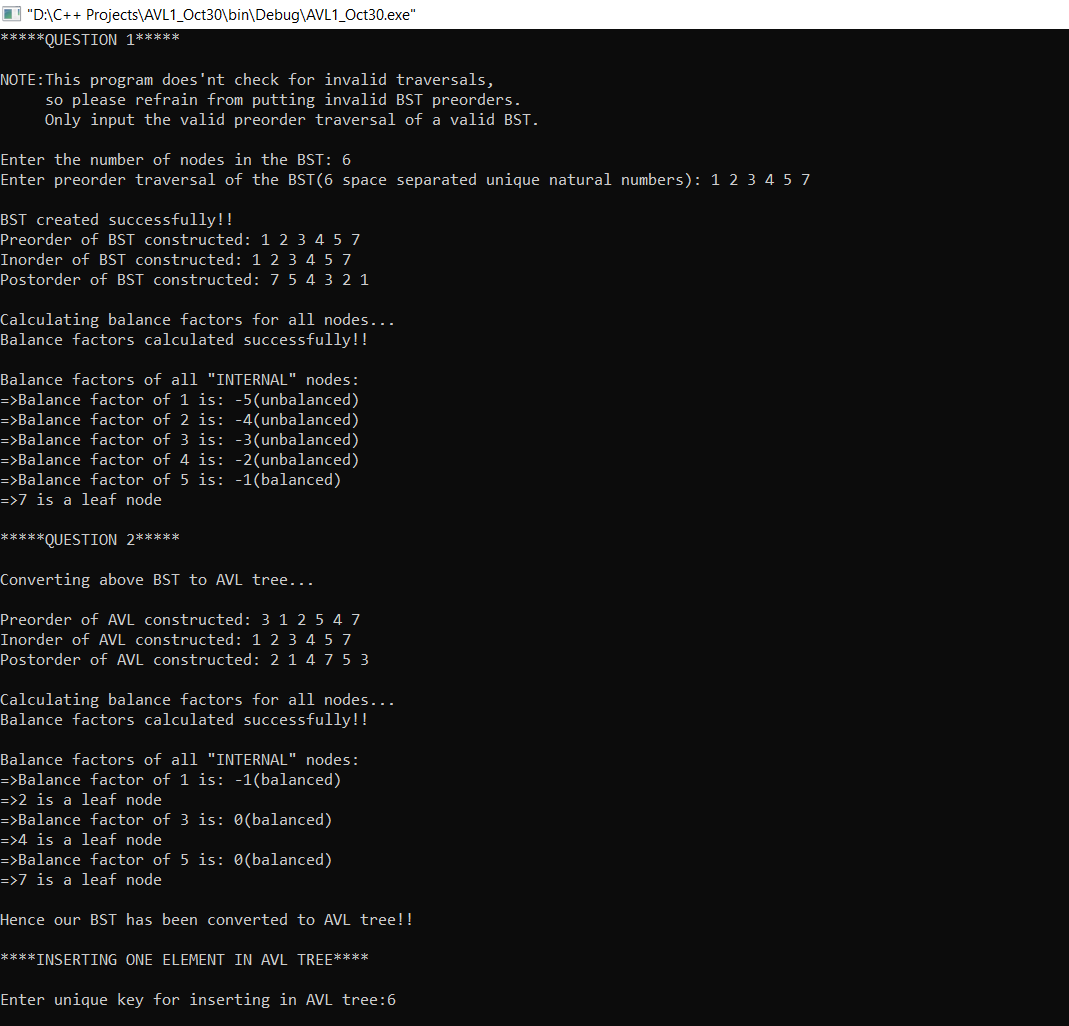 "D:\C++ Projects\AVL1_Oct30\bin\Debug\AVL1_Oct30.exe"
*****QUESTION 1*****
NOTE:This program does'nt check for invalid traversals,
so please refrain from putting invalid BST preorders.
Only input the valid preorder traversal of a valid BST.
Enter the number of nodes in the BST: 6
Enter preorder traversal of the BST(6 space separated unique natural numbers): 1 2 3 4 5 7
BST created successfully!!
Preorder of BST constructed: 1 2 3 4 5 7
Inorder of BST constructed: 1 2 3 4 5 7
Postorder of BST constructed: 7 5 4 3 2 1
Calculating balance factors for all nodes...
Balance factors calculated successfully!!
Balance factors of all "INTERNAL" nodes:
=>Balance factor of 1 is: -5(unbalanced)
=>Balance factor of 2 is: -4(unbalanced)
=>Balance factor of 3 is: -3(unbalanced)
=>Balance factor of 4 is: -2(unbalanced)
=>Balance factor of 5 is: -1(balanced)
=>7 is a leaf node
*****QUESTION 2*****
Converting above BST to AVL tree...
Preorder of AVL constructed: 3 1 2 5 4 7
Inorder of AVL constructed: 1 2 3 4 5 7
Postorder of AVL constructed: 2 1 4 7 5 3
Calculating balance factors for all nodes...
Balance factors calculated successfully!!
Balance factors of all "INTERNAL" nodes:
=>Balance factor of 1 is: -1(balanced)
=>2 is a leaf node
=>Balance factor of 3 is: 0(balanced)
=>4 is a leaf node
=>Balance factor of 5 is: 0(balanced)
=>7 is a leaf node
Hence our BST has been converted to AVL tree!!
****INSERTING ONE ELEMENT IN AVL TREE****
Enter unique key for inserting in AVL tree:6